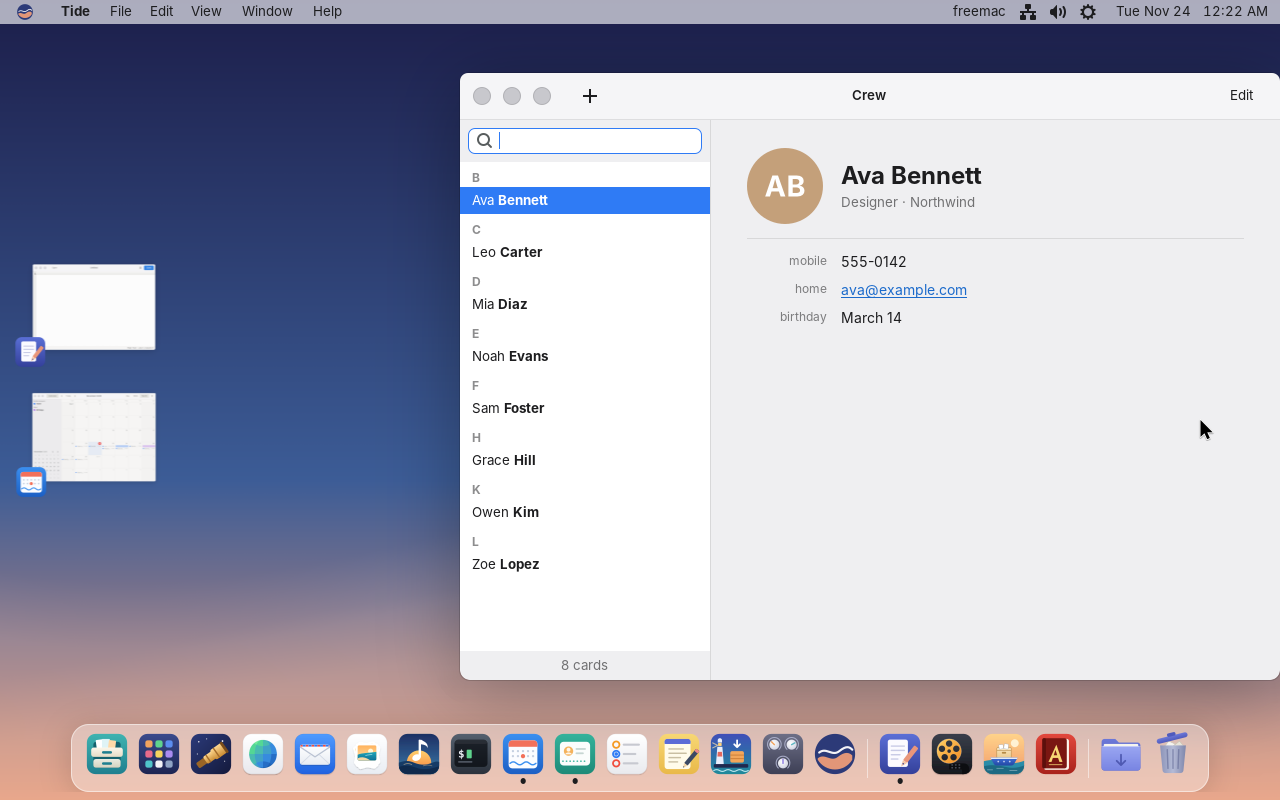 Tide File Edit View Window Help freemac Tue Nov 24 12:22 AM
Crew Edit
B
Ava Bennett
C
Leo Carter
D
Mia Diaz
E
Noah Evans
F
Sam Foster
H
Grace Hill
K
Owen Kim
L
Zoe Lopez
8 cards
AB
Ava Bennett
Designer · Northwind
mobile 555-0142
home ava@example.com
birthday March 14
$
A